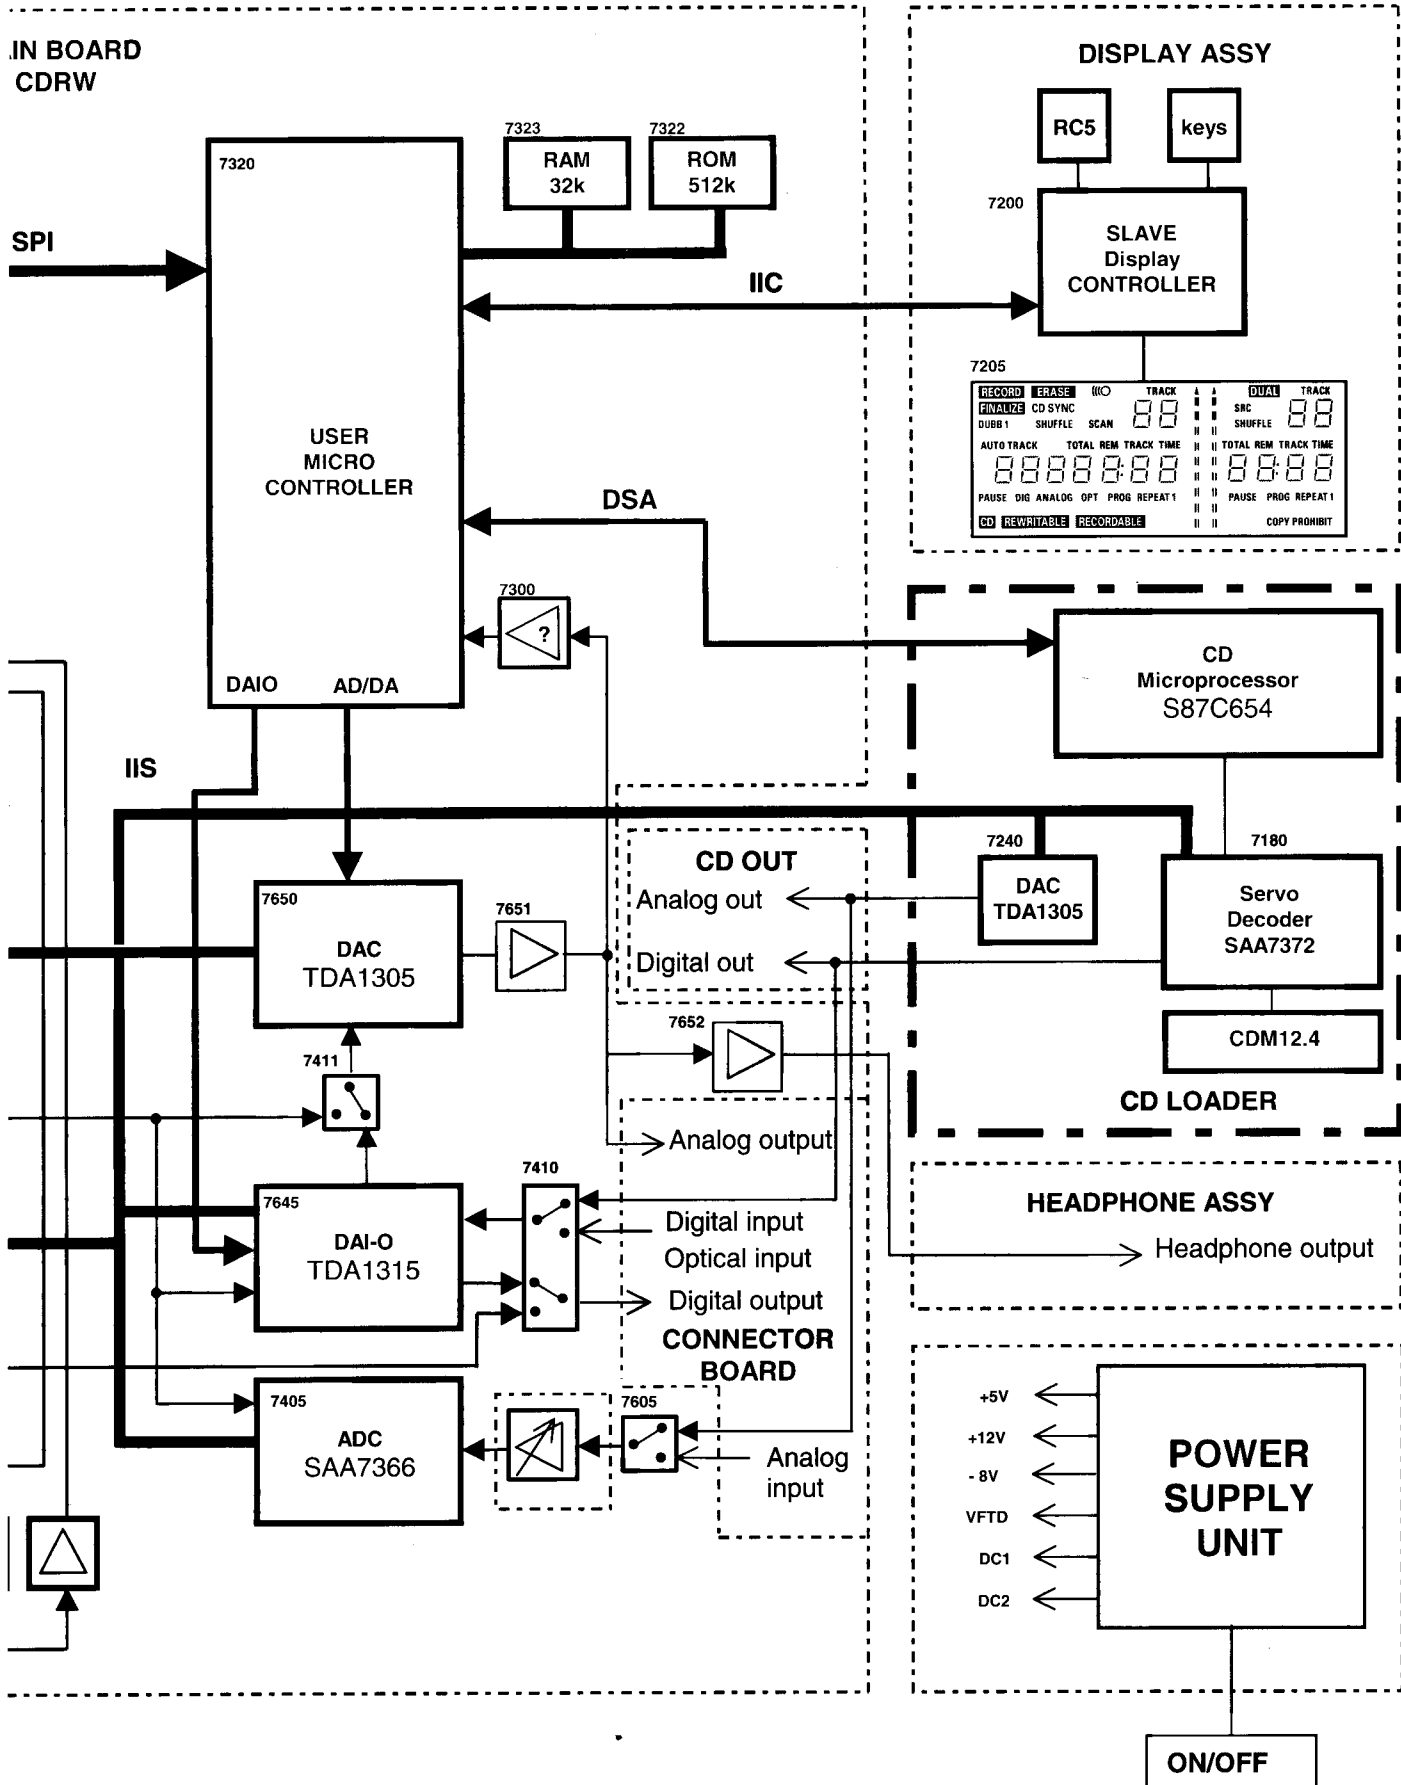 IN BOARD
CDRW
7320
SPI
7323
RAM
32k
7322
ROM
512k
IIC
USER
MICRO
CONTROLLER
DSA
7300
?
DAIO
AD/DA
IIS
DISPLAY ASSY
RC5
keys
7200
SLAVE
Display
CONTROLLER
7205
RECORD ERASE TRACK
FINALIZE CD SYNC
DUBB 1 SHUFFLE SCAN
AUTO TRACK TOTAL REM TRACK TIME
PAUSE DIG ANALOG OPT PROG REPEAT 1
CD REWRITABLE RECORDABLE
DUAL TRACK
SRC
SHUFFLE
TOTAL REM TRACK TIME
PAUSE PROG REPEAT 1
COPY PROHIBIT
CD
Microprocessor
S87C654
7240
DAC
TDA1305
7180
Servo
Decoder
SAA7372
CDM12.4
CD LOADER
CD OUT
Analog out
Digital out
7650
DAC
TDA1305
7651
7652
7411
Analog output
7410
7645
DAI-O
TDA1315
Digital input
Optical input
Digital output
CONNECTOR
BOARD
7405
ADC
SAA7366
7605
Analog
input
HEADPHONE ASSY
Headphone output
+5V
+12V
- 8V
VFTD
DC1
DC2
POWER
SUPPLY
UNIT
ON/OFF